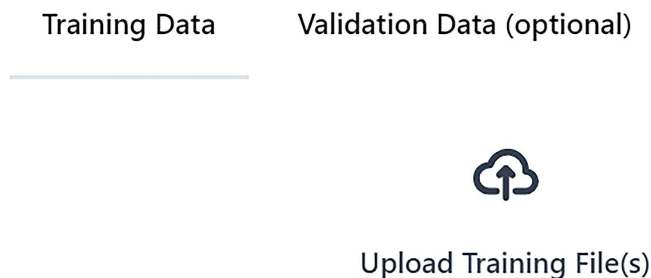 Training Data
Validation Data (optional)
Upload Training File(s)